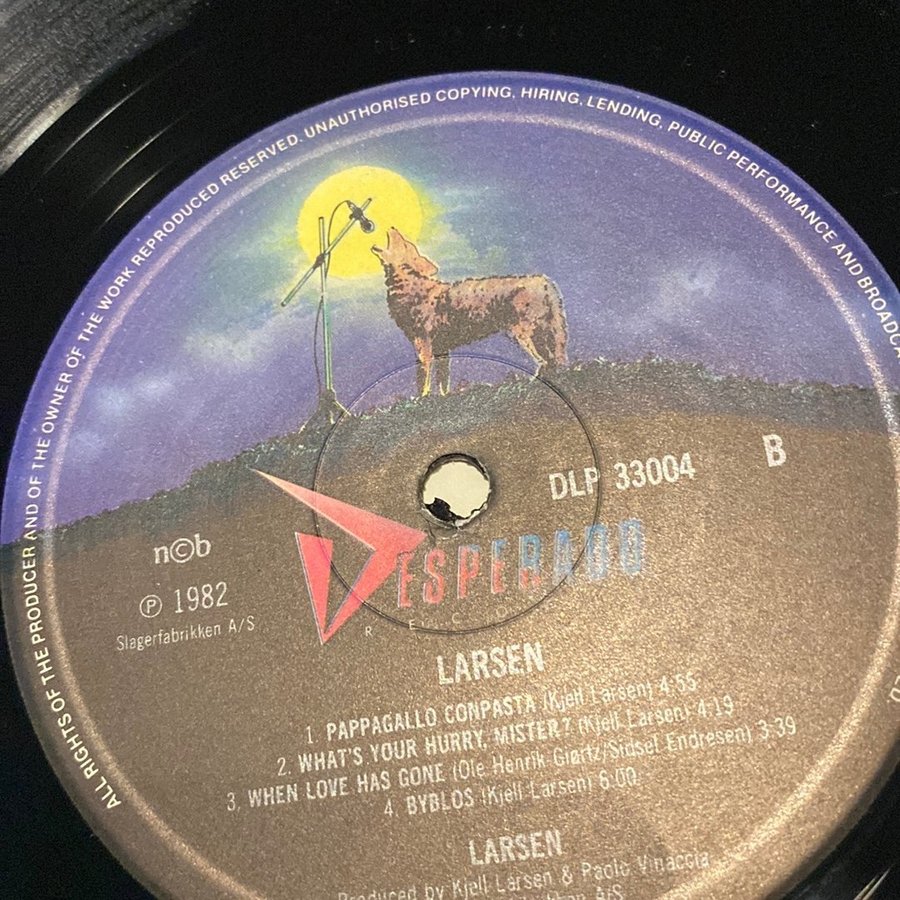 ALL RIGHTS OF THE PRODUCER AND OF THE OWNER OF THE WORK REPRODUCED RESERVED. UNAUTHORISED COPYING, HIRING, LENDING, PUBLIC PERFORMANCE AND BROADCA
ED.
DLP 33004 B
n©b
DESPERADO
RECO
℗ 1982
Slagerfabrikken A/S
LARSEN
1 PAPPAGALLO CONPASTA (Kjell Larsen) 4:55
2. WHAT'S YOUR HURRY, MISTER? (Kjell Larsen) 4:19
3. WHEN LOVE HAS GONE (Ole Henrik Giørtz/Sidsel Endresen) 3:39
4. BYBLOS (Kjell Larsen) 6:00
LARSEN
Produced by Kjell Larsen & Paolo Vinaccia
A/S